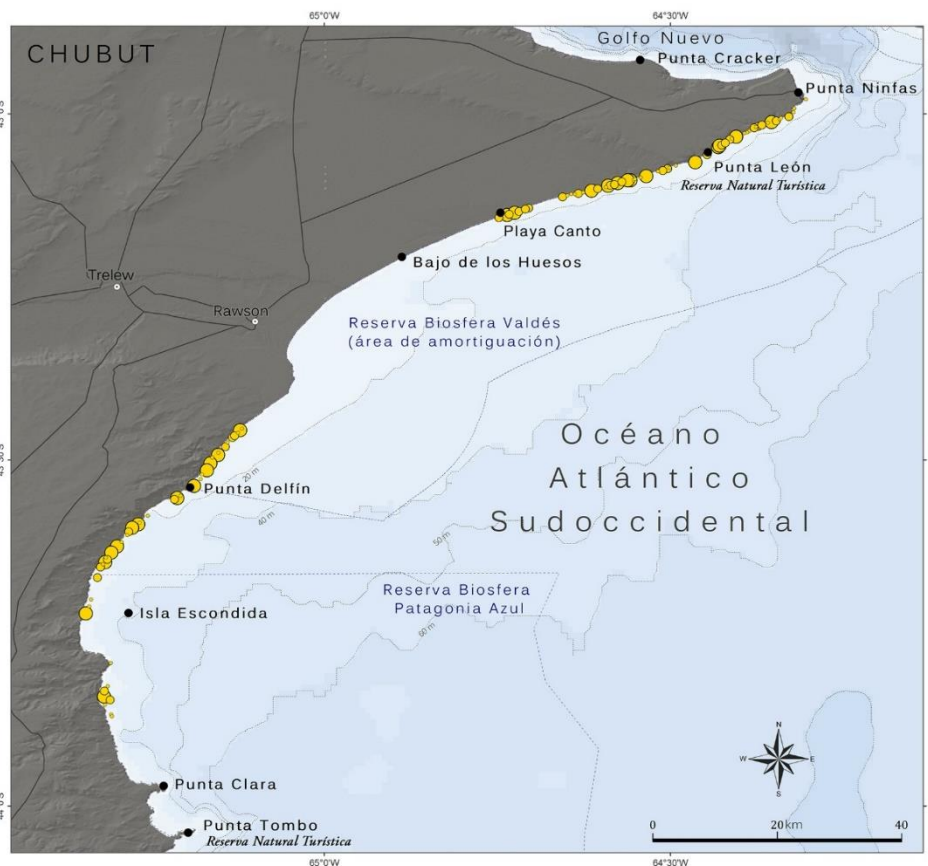 65°0'W
64°30'W
CHUBUT
Golfo Nuevo
Punta Cracker
Punta Ninfas
Punta León
Reserva Natural Turística
Playa Canto
Bajo de los Huesos
Trelew
Rawson
Reserva Biosfera Valdés
(área de amortiguación)
Océano
Atlántico
Sudoccidental
20 m
Punta Delfín
40 m
50 m
Reserva Biosfera
Patagonia Azul
Isla Escondida
60 m
N
W
E
S
Punta Clara
Punta Tombo
Reserva Natural Turística
0
20 km
40
65°0'W
64°30'W